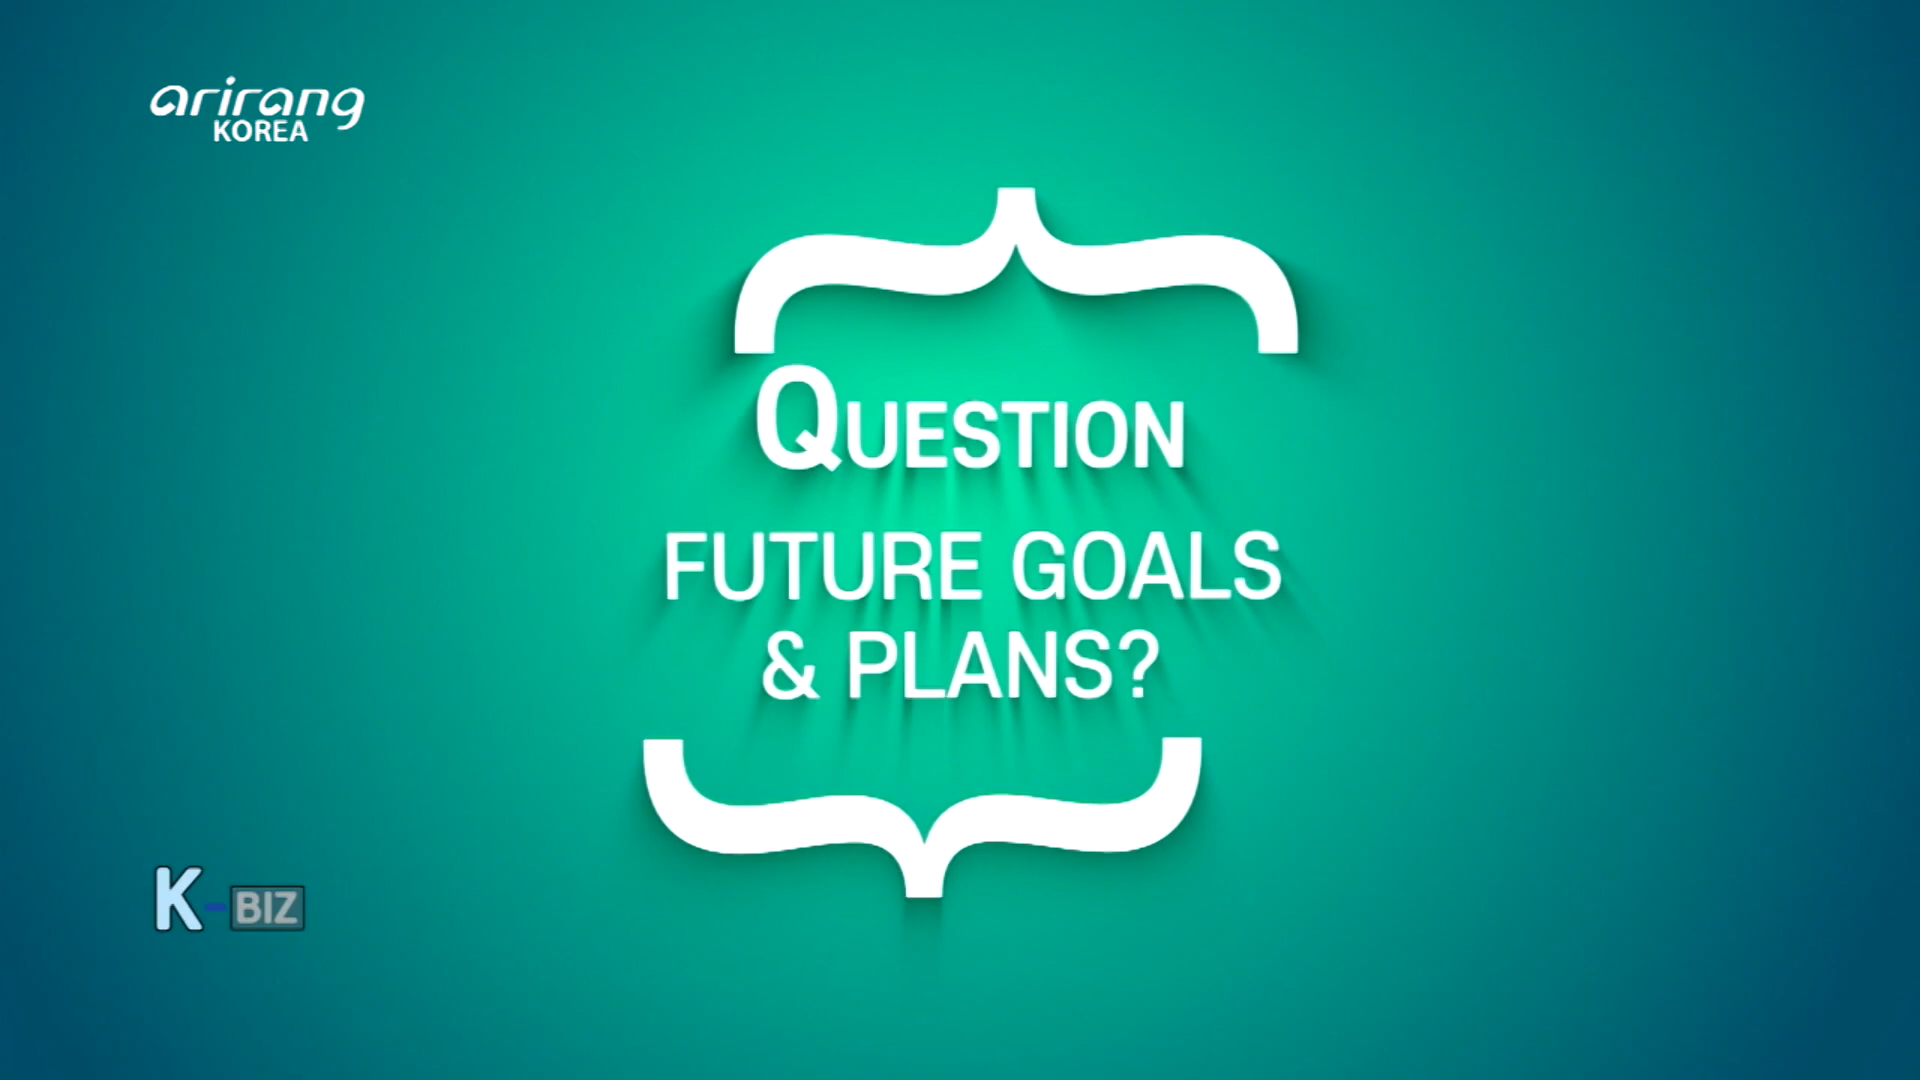 arirang
KOREA
QUESTION
FUTURE GOALS
& PLANS?
K-BIZ